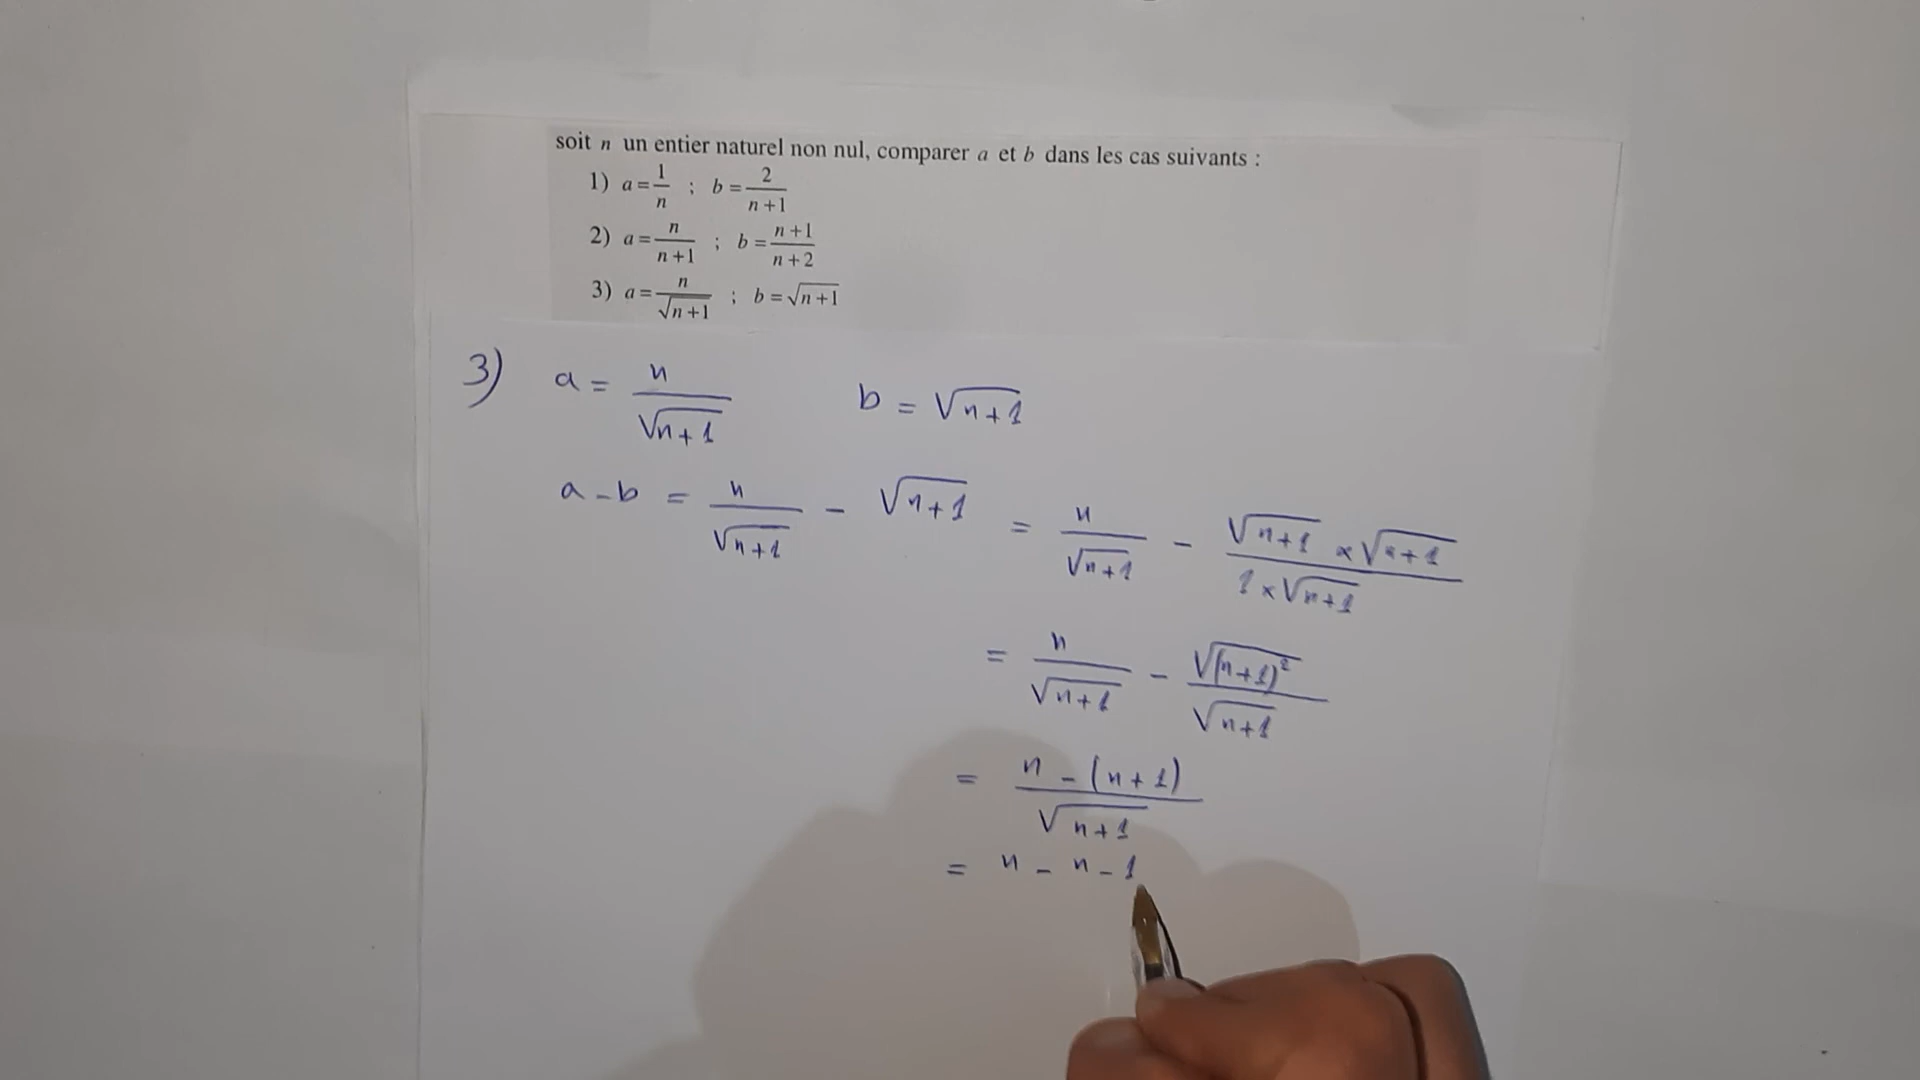 soit n un entier naturel non nul, comparer a et b dans les cas suivants :
1) a = 1/n ; b = 2/(n+1)
2) a = n/(n+1) ; b = (n+1)/(n+2)
3) a = n/√(n+1) ; b = √(n+1)
3) a = n/√(n+1) b = √(n+1)
a - b = n/√(n+1) - √(n+1) = n/√(n+1) - (√(n+1) × √(n+1))/(1 × √(n+1))
= n/√(n+1) - √((n+1)²)/√(n+1)
= (n - (n+1))/√(n+1)
= n - n - 1